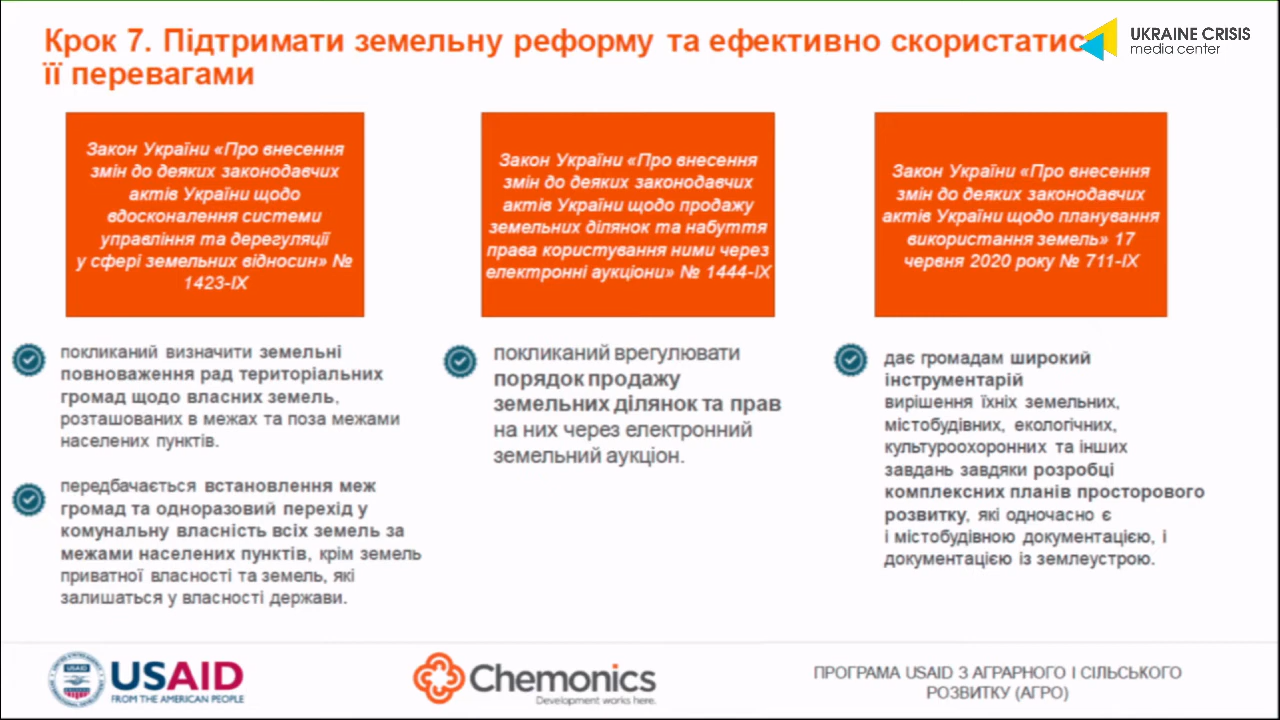 Крок 7. Підтримати земельну реформу та ефективно скористатис
її перевагами
UKRAINE CRISIS
media center
Закон України «Про внесення
змін до деяких законодавчих
актів України щодо
вдосконалення системи
управління та дерегуляції
у сфері земельних відносин» №
1423-IX
Закон України «Про внесення
змін до деяких законодавчих
актів України щодо продажу
земельних ділянок та набуття
права користування ними через
електронні аукціони» № 1444-IX
Закон України «Про внесення
змін до деяких законодавчих
актів України щодо планування
використання земель» 17
червня 2020 року № 711-IX
покликаний визначити земельні
повноваження рад територіальних
громад щодо власних земель,
розташованих в межах та поза межами
населених пунктів.
передбачається встановлення меж
громад та одноразовий перехід у
комунальну власність всіх земель за
межами населених пунктів, крім земель
приватної власності та земель, які
залишаться у власності держави.
покликаний врегулювати
порядок продажу
земельних ділянок та прав
на них через електронний
земельний аукціон.
дає громадам широкий
інструментарій
вирішення їхніх земельних,
містобудівних, екологічних,
культуроохоронних та інших
завдань завдяки розробці
комплексних планів просторового
розвитку, які одночасно є
і містобудівною документацією, і
документацією із землеустрою.
USAID
FROM THE AMERICAN PEOPLE
Chemonics
Development works here.
ПРОГРАМА USAID З АГРАРНОГО І СІЛЬСЬКОГО
РОЗВИТКУ (АГРО)